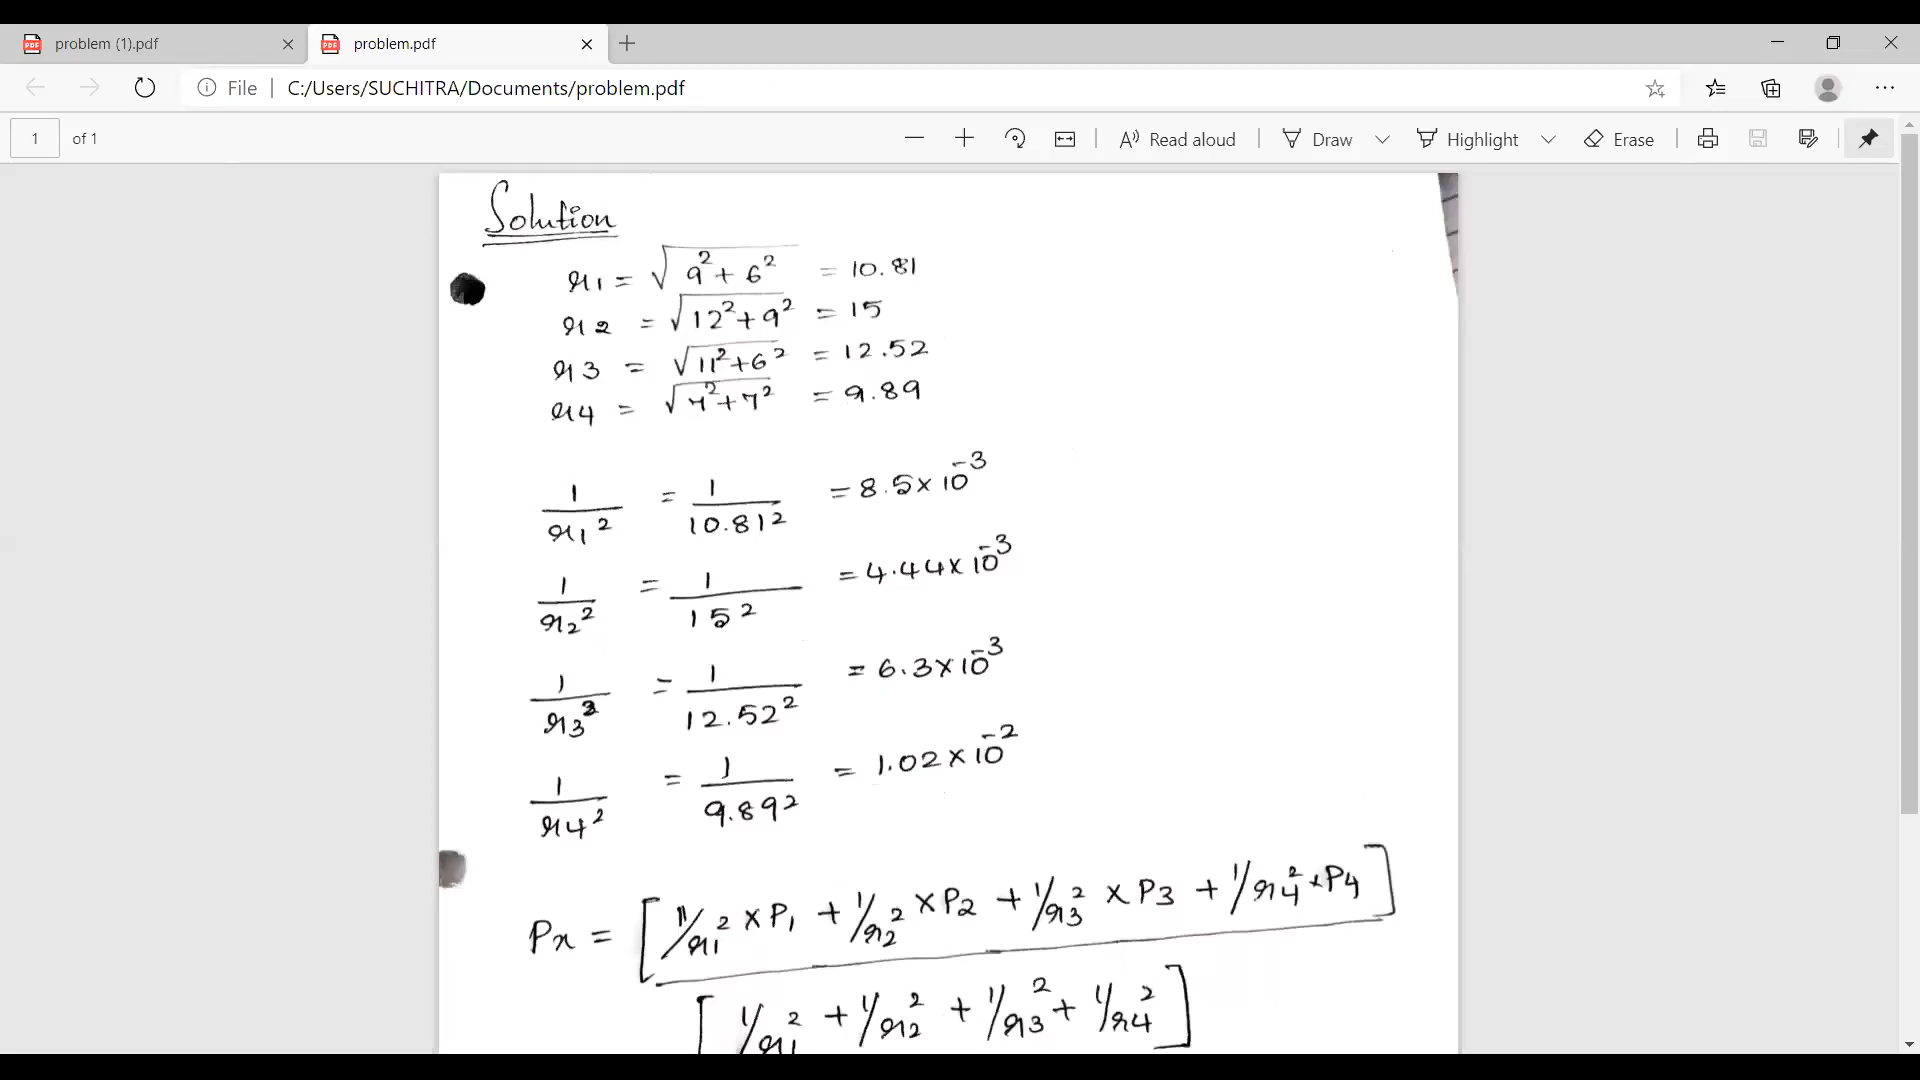 problem (1).pdf
problem.pdf
File | C:/Users/SUCHITRA/Documents/problem.pdf
1 of 1
Read aloud
Draw
Highlight
Erase
Solution
r1 = √9²+6² = 10.81
r2 = √12²+9² = 15
r3 = √11²+6² = 12.52
r4 = √7²+7² = 9.89
1/r1² = 1/10.81² = 8.5×10⁻³
1/r2² = 1/15² = 4.44×10⁻³
1/r3² = 1/12.52² = 6.3×10⁻³
1/r4² = 1/9.89² = 1.02×10⁻²
Px = [1/r1² × P1 + 1/r2² × P2 + 1/r3² × P3 + 1/r4² × P4]
[1/r1² + 1/r2² + 1/r3² + 1/r4²]